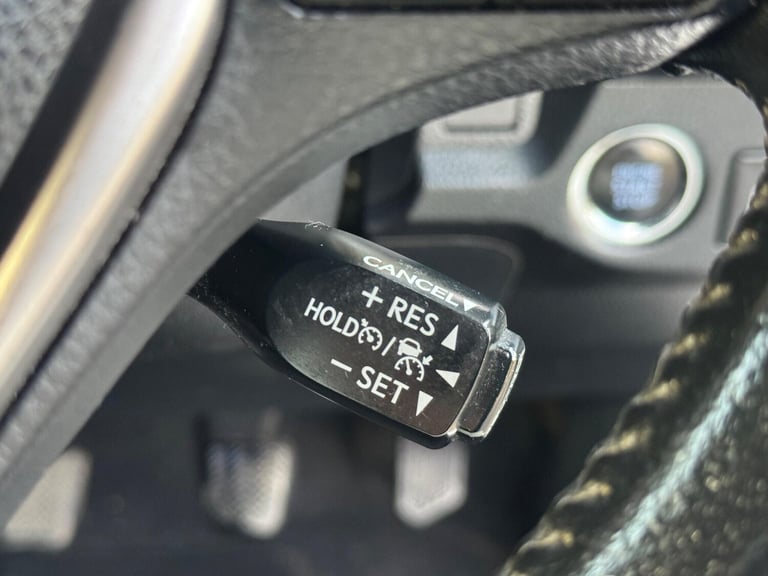 CANCEL
+ RES
HOLD /
- SET